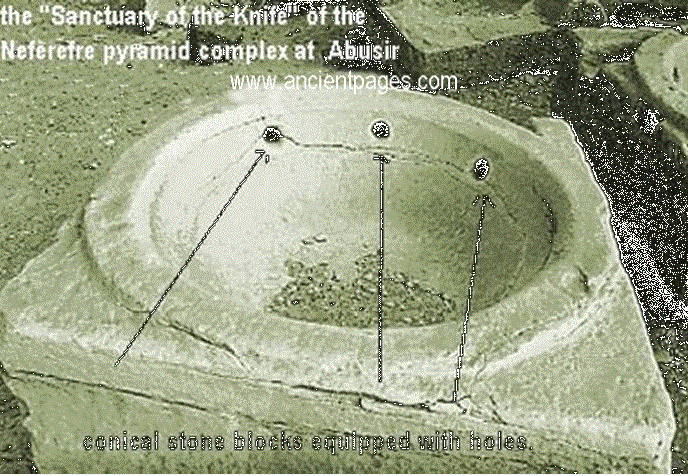 the "Sanctuary of the Knife" of the
Neferefre pyramid complex at Abusir
www.ancientpages.com
conical stone blocks equipped with holes.